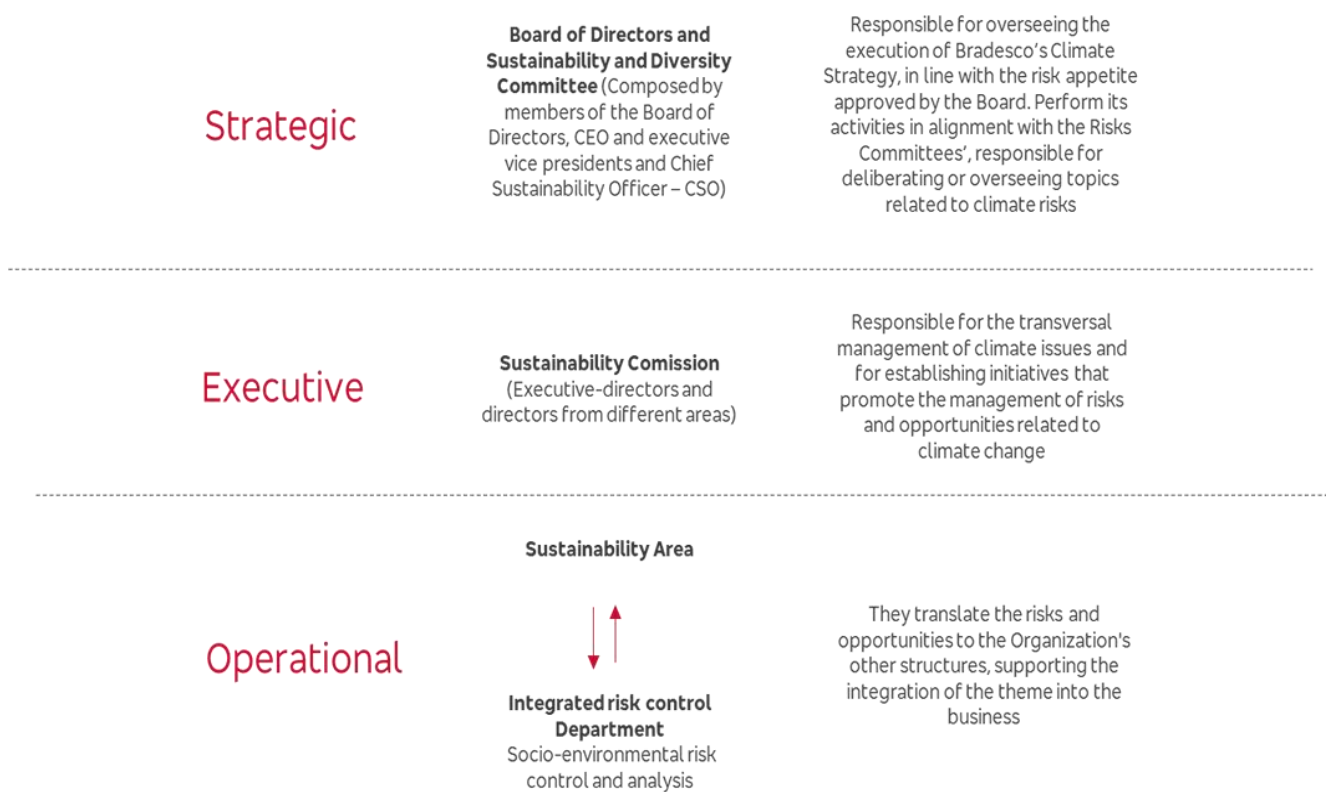 Strategic
Board of Directors and
Sustainability and Diversity
Committee (Composed by
members of the Board of
Directors, CEO and executive
vice presidents and Chief
Sustainability Officer – CSO)
Responsible for overseeing the
execution of Bradesco's Climate
Strategy, in line with the risk appetite
approved by the Board. Perform its
activities in alignment with the Risks
Committees', responsible for
deliberating or overseeing topics
related to climate risks
Executive
Sustainability Comission
(Executive-directors and
directors from different areas)
Responsible for the transversal
management of climate issues and
for establishing initiatives that
promote the management of risks
and opportunities related to
climate change
Operational
Sustainability Area
Integrated risk control
Department
Socio-environmental risk
control and analysis
They translate the risks and
opportunities to the Organization's
other structures, supporting the
integration of the theme into the
business